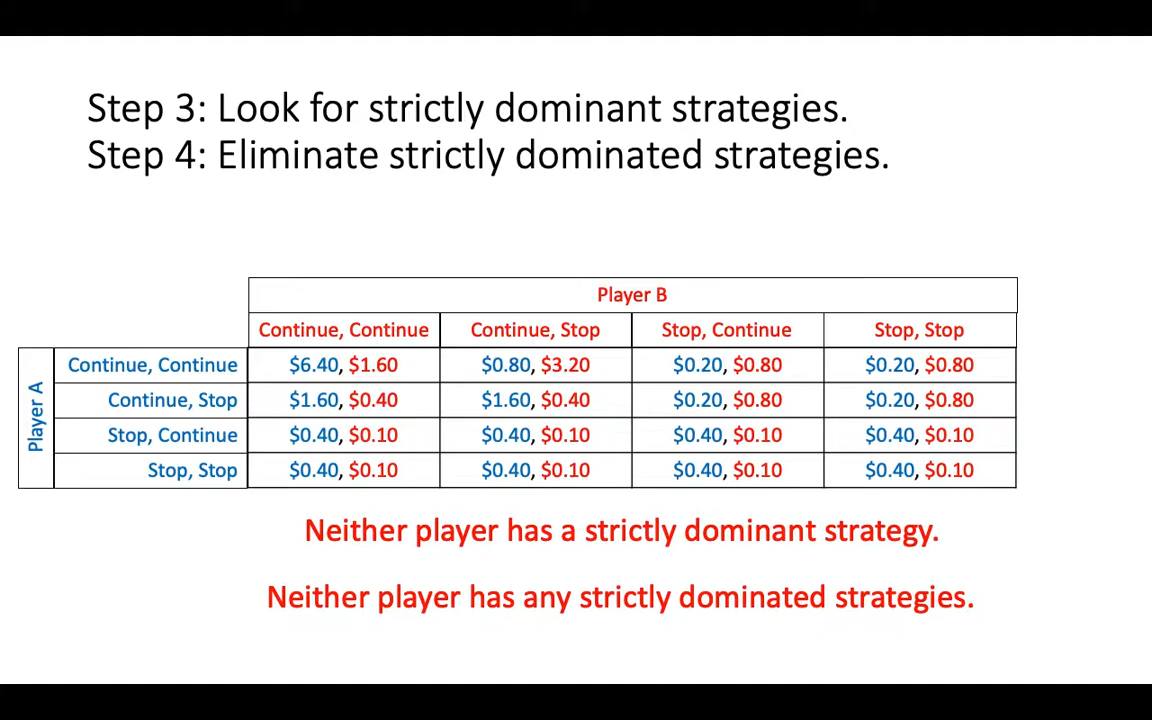 Step 3: Look for strictly dominant strategies.
Step 4: Eliminate strictly dominated strategies.
Player B
Continue, Continue Continue, Stop Stop, Continue Stop, Stop
Player A
Continue, Continue $6.40, $1.60 $0.80, $3.20 $0.20, $0.80 $0.20, $0.80
Continue, Stop $1.60, $0.40 $1.60, $0.40 $0.20, $0.80 $0.20, $0.80
Stop, Continue $0.40, $0.10 $0.40, $0.10 $0.40, $0.10 $0.40, $0.10
Stop, Stop $0.40, $0.10 $0.40, $0.10 $0.40, $0.10 $0.40, $0.10
Neither player has a strictly dominant strategy.
Neither player has any strictly dominated strategies.